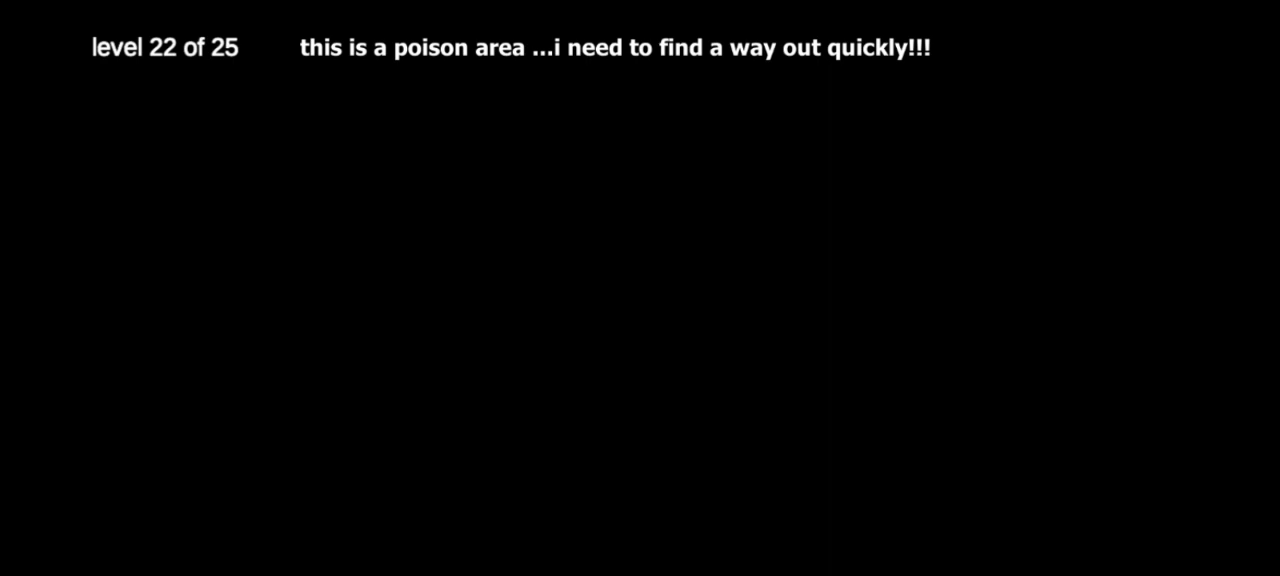 level 22 of 25 this is a poison area ...i need to find a way out quickly!!!